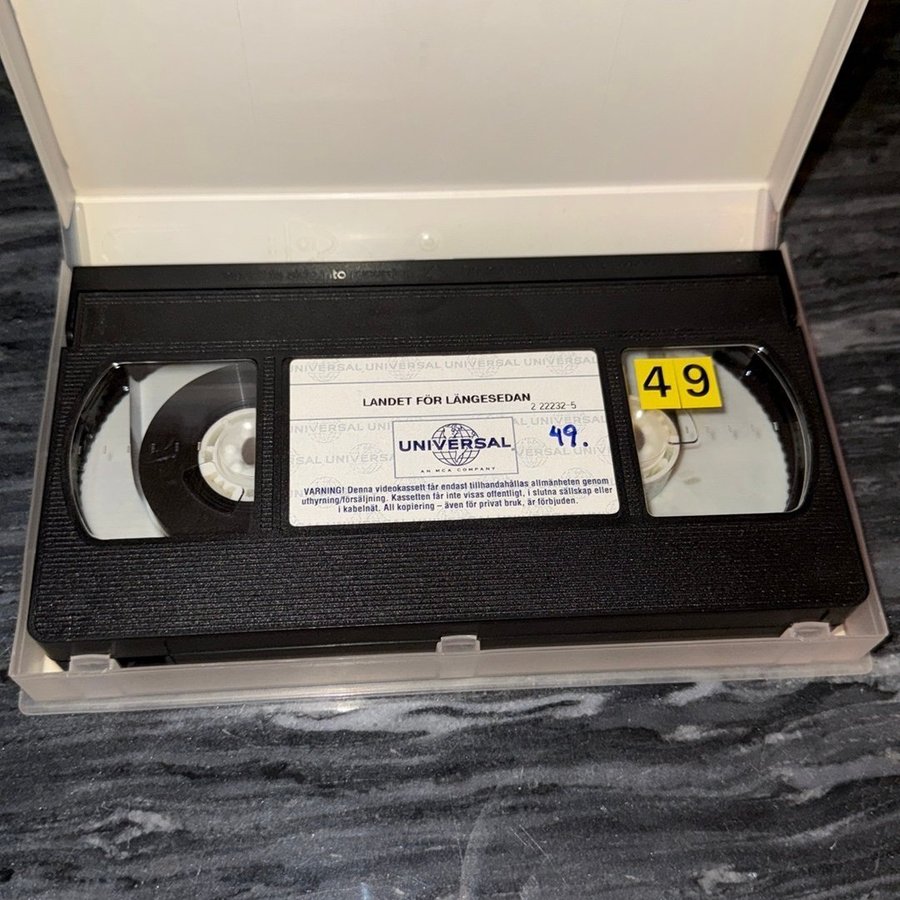 UNIVERSAL UNIVERSAL UNIVERSAL
LANDET FÖR LÄNGESEDAN
2 22232-5
49
UNIVERSAL
AN MCA COMPANY
49.
VARNING! Denna videokassett får endast tillhandahållas allmänheten genom
uthyrning/försäljning. Kassetten får inte visas offentligt, i slutna sällskap eller
i kabelnät. All kopiering – även för privat bruk, är förbjuden.